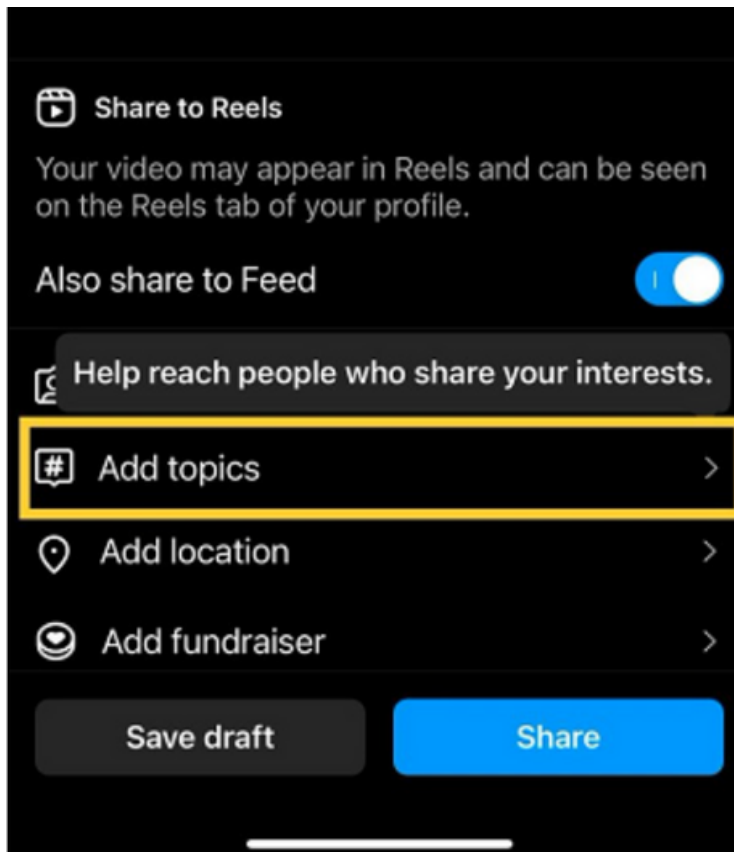 Share to Reels
Your video may appear in Reels and can be seen
on the Reels tab of your profile.
Also share to Feed
Help reach people who share your interests.
# Add topics
Add location
Add fundraiser
Save draft
Share